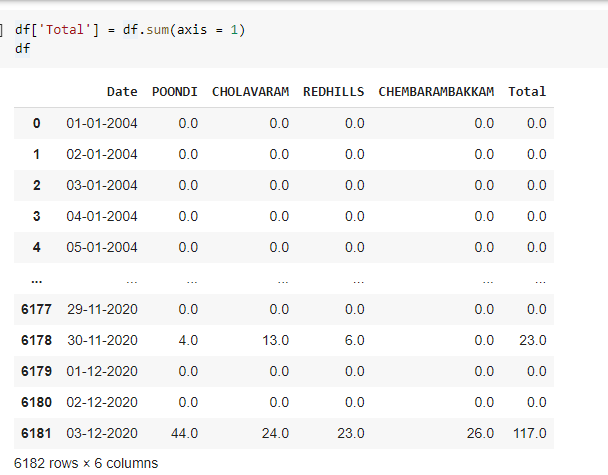 ] df['Total'] = df.sum(axis = 1)
df
Date POONDI CHOLAVARAM REDHILLS CHEMBARAMBAKKAM Total
0 01-01-2004 0.0 0.0 0.0 0.0 0.0
1 02-01-2004 0.0 0.0 0.0 0.0 0.0
2 03-01-2004 0.0 0.0 0.0 0.0 0.0
3 04-01-2004 0.0 0.0 0.0 0.0 0.0
4 05-01-2004 0.0 0.0 0.0 0.0 0.0
... ... ... ... ... ... ...
6177 29-11-2020 0.0 0.0 0.0 0.0 0.0
6178 30-11-2020 4.0 13.0 6.0 0.0 23.0
6179 01-12-2020 0.0 0.0 0.0 0.0 0.0
6180 02-12-2020 0.0 0.0 0.0 0.0 0.0
6181 03-12-2020 44.0 24.0 23.0 26.0 117.0
6182 rows × 6 columns